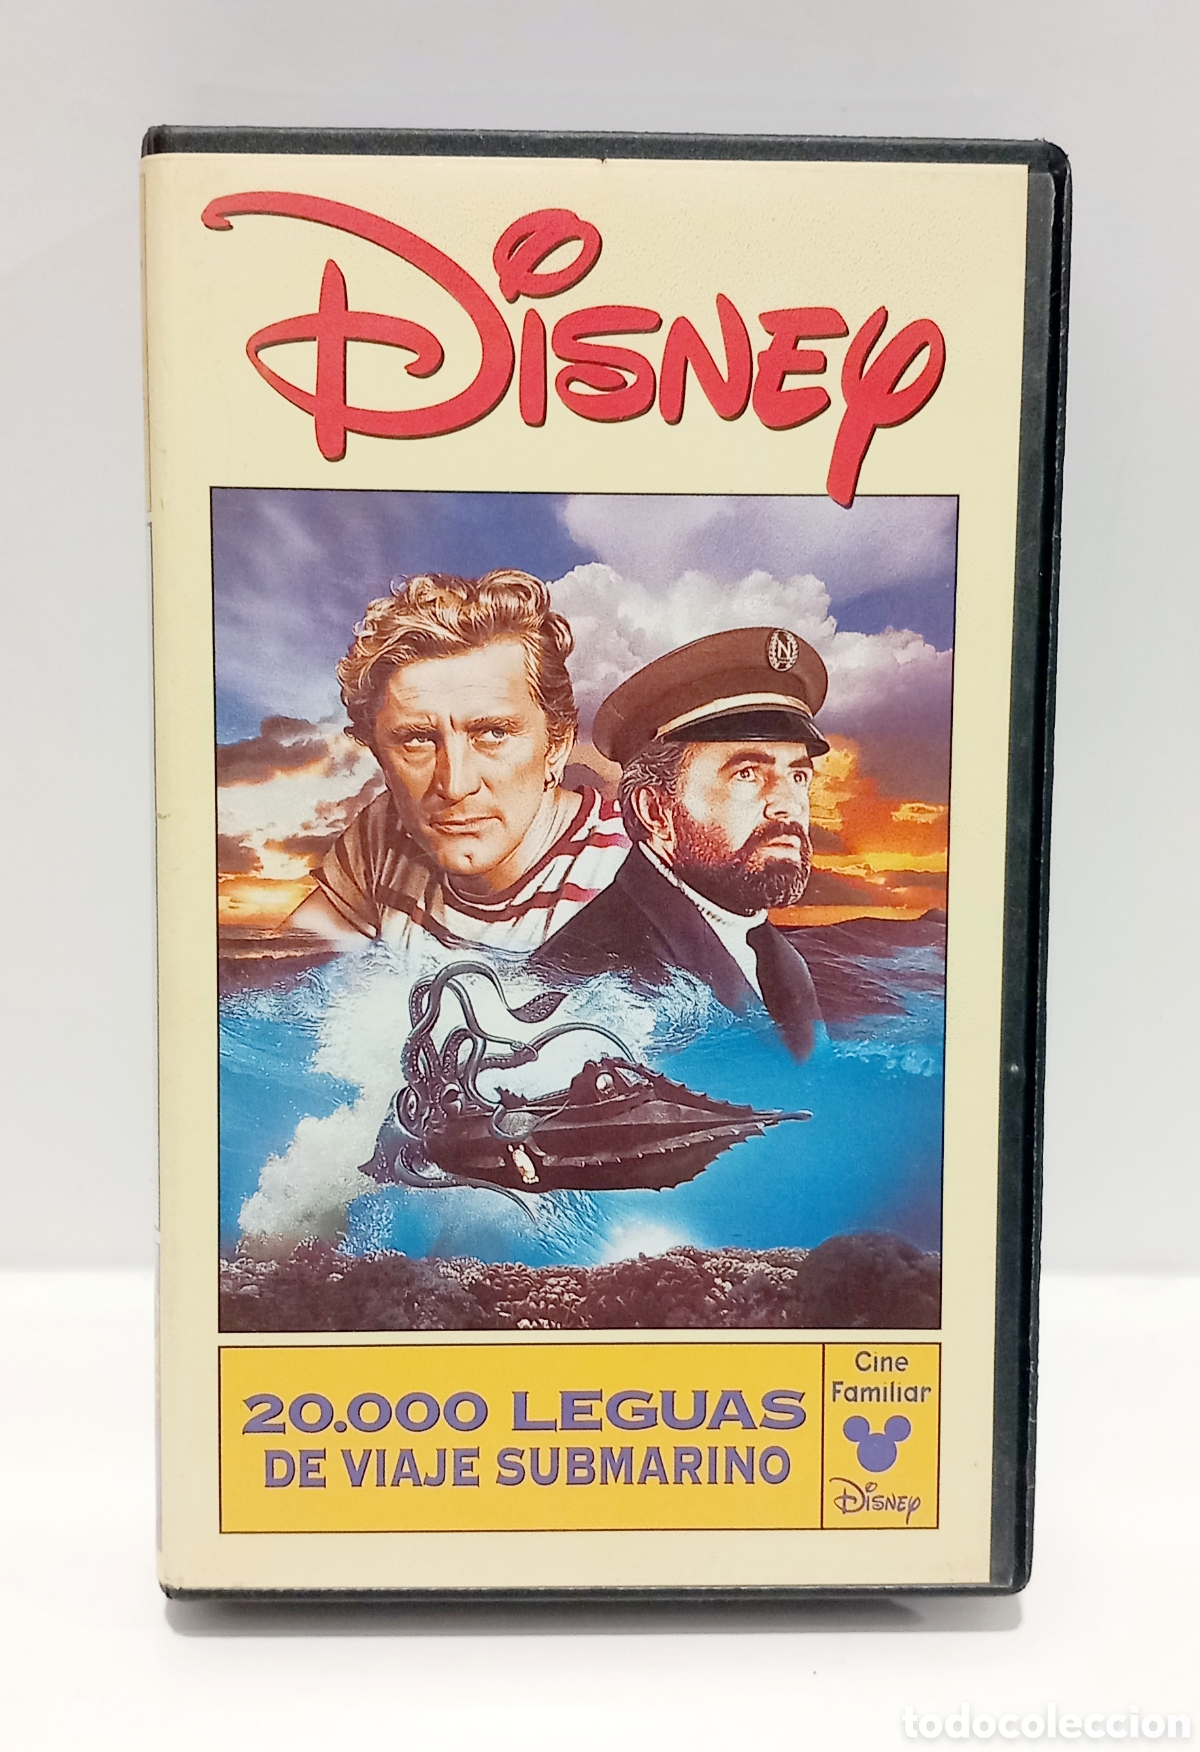 Disney
N
20.000 LEGUAS
DE VIAJE SUBMARINO
Cine
Familiar
Disney
todocoleccion